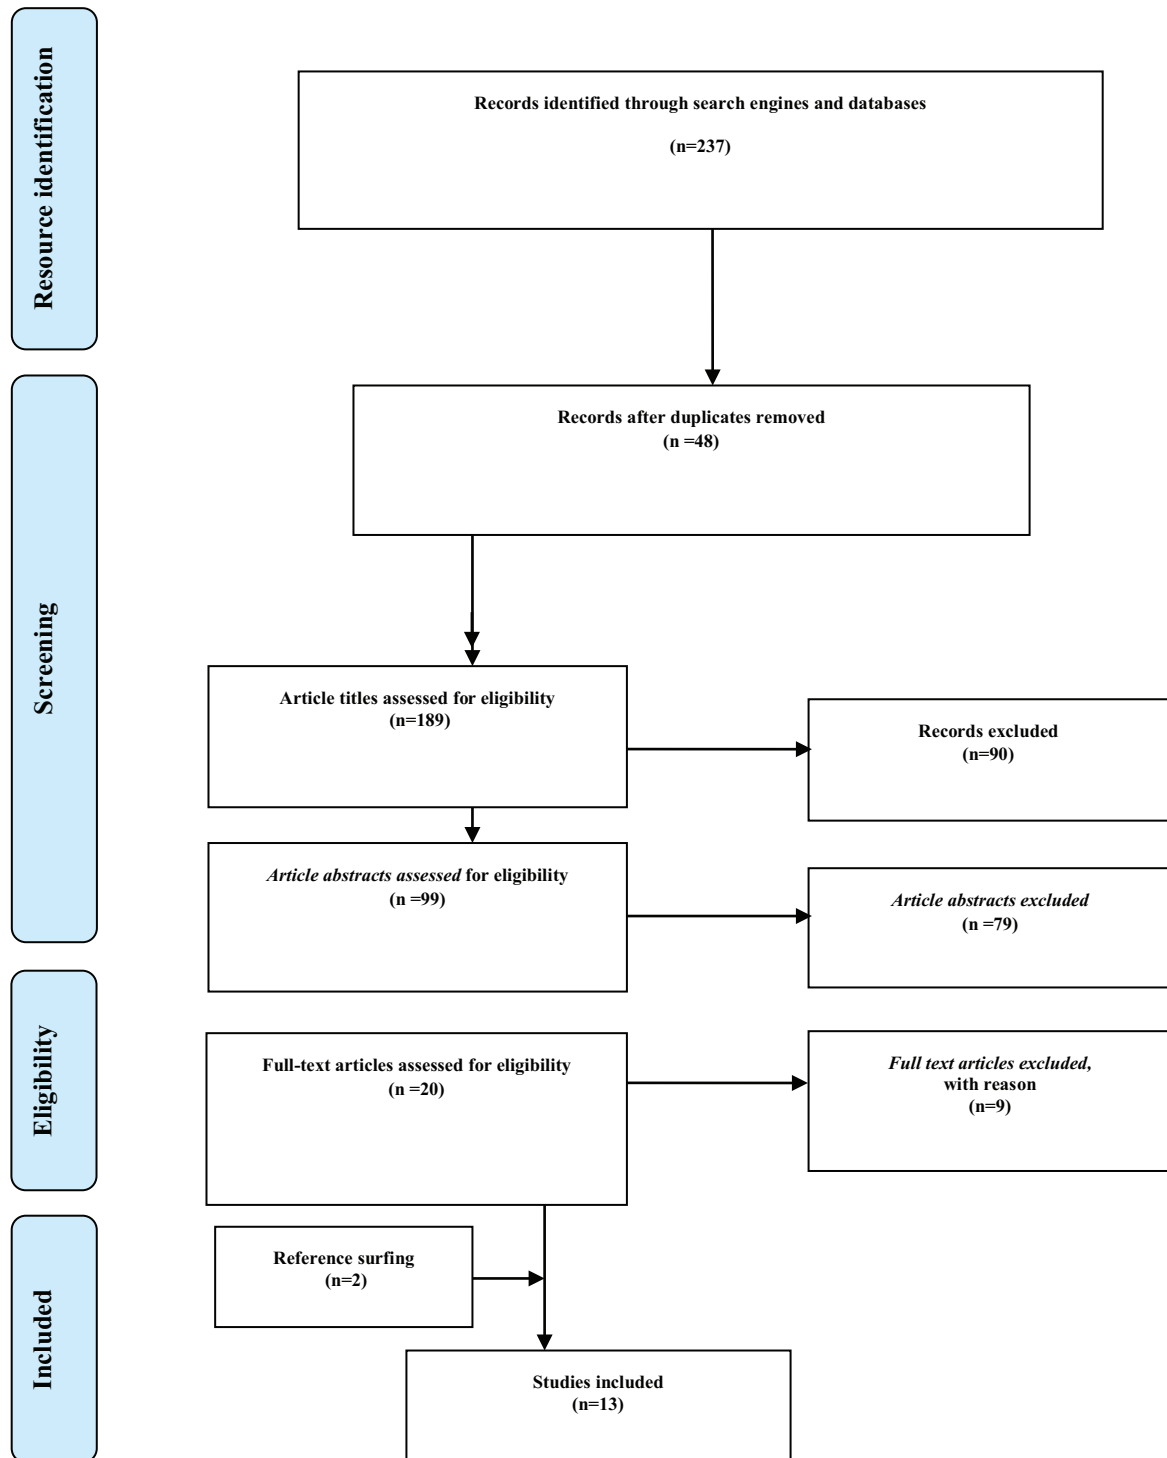 Resource identification
Records identified through search engines and databases
(n=237)
Screening
Records after duplicates removed
(n =48)
Article titles assessed for eligibility
(n=189)
Records excluded
(n=90)
Article abstracts assessed for eligibility
(n =99)
Article abstracts excluded
(n =79)
Eligibility
Full-text articles assessed for eligibility
(n =20)
Full text articles excluded,
with reason
(n=9)
Included
Reference surfing
(n=2)
Studies included
(n=13)